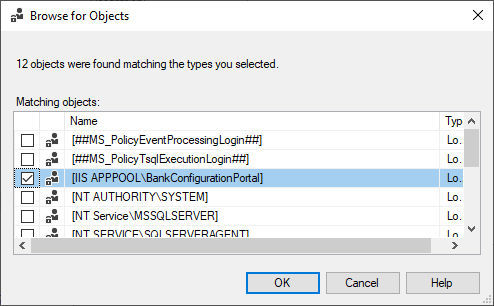 Browse for Objects
12 objects were found matching the types you selected.
Matching objects:
Name Typ
[##MS_PolicyEventProcessingLogin##] Lo.
[##MS_PolicyTsqlExecutionLogin##] Lo.
[IIS APPPOOL\BankConfigurationPortal] Lo.
[NT AUTHORITY\SYSTEM] Lo.
[NT Service\MSSQLSERVER] Lo.
[NT SERVICE\SQLSERVERAGENT] Lo.
OK Cancel Help